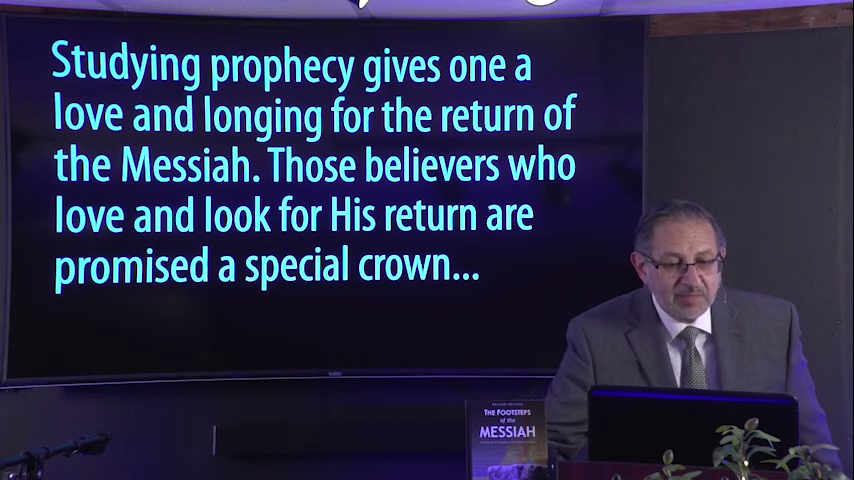 Studying prophecy gives one a
love and longing for the return of
the Messiah. Those believers who
love and look for His return are
promised a special crown...
THE FOOTSTEPS
of the
MESSIAH